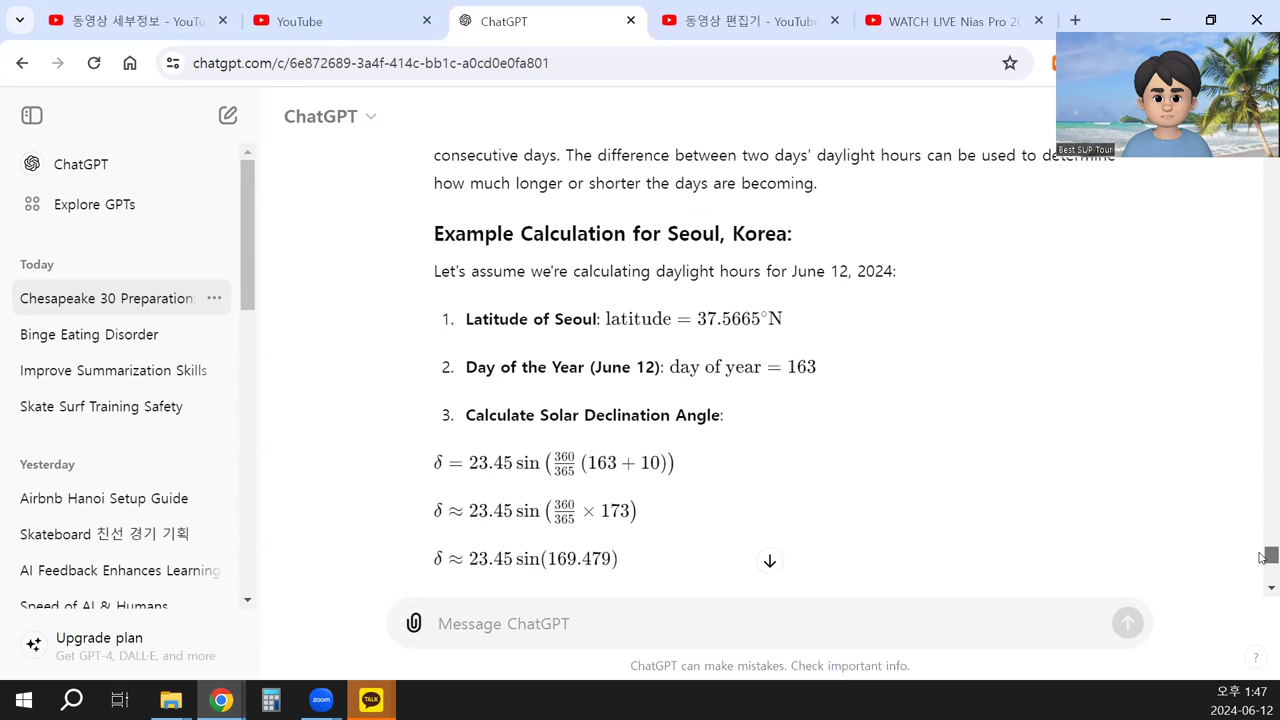 동영상 세부정보 - YouTu
YouTube
ChatGPT
동영상 편집기 - YouTube
WATCH LIVE Nias Pro 20
chatgpt.com/c/6e872689-3a4f-414c-bb1c-a0cd0e0fa801
Best SUP Tour
ChatGPT
ChatGPT
Explore GPTs
Today
Chesapeake 30 Preparation
Binge Eating Disorder
Improve Summarization Skills
Skate Surf Training Safety
Yesterday
Airbnb Hanoi Setup Guide
Skateboard 친선 경기 기획
AI Feedback Enhances Learning
Speed of AI & Humans
Upgrade plan
Get GPT-4, DALL·E, and more
consecutive days. The difference between two days' daylight hours can be used to determine
how much longer or shorter the days are becoming.
Example Calculation for Seoul, Korea:
Let's assume we're calculating daylight hours for June 12, 2024:
1. Latitude of Seoul: latitude = 37.5665°N
2. Day of the Year (June 12): day of year = 163
3. Calculate Solar Declination Angle:
δ = 23.45 sin (360/365 (163 + 10))
δ ≈ 23.45 sin (360/365 × 173)
δ ≈ 23.45 sin(169.479)
Message ChatGPT
ChatGPT can make mistakes. Check important info.
?
zoom
TALK
오후 1:47
2024-06-12